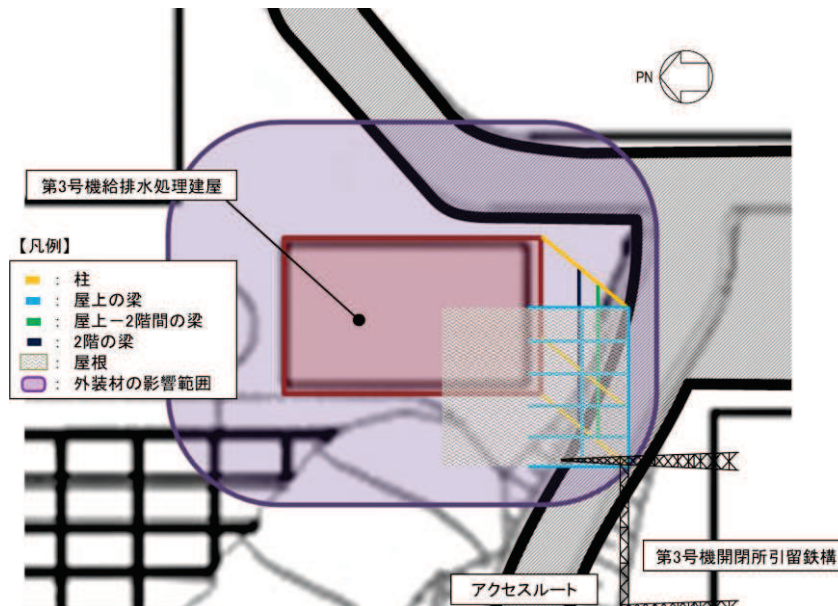 PN
第3号機給排水処理建屋
【凡例】
: 柱
: 屋上の梁
: 屋上－2階間の梁
: 2階の梁
: 屋根
: 外装材の影響範囲
第3号機開閉所引留鉄構
アクセスルート